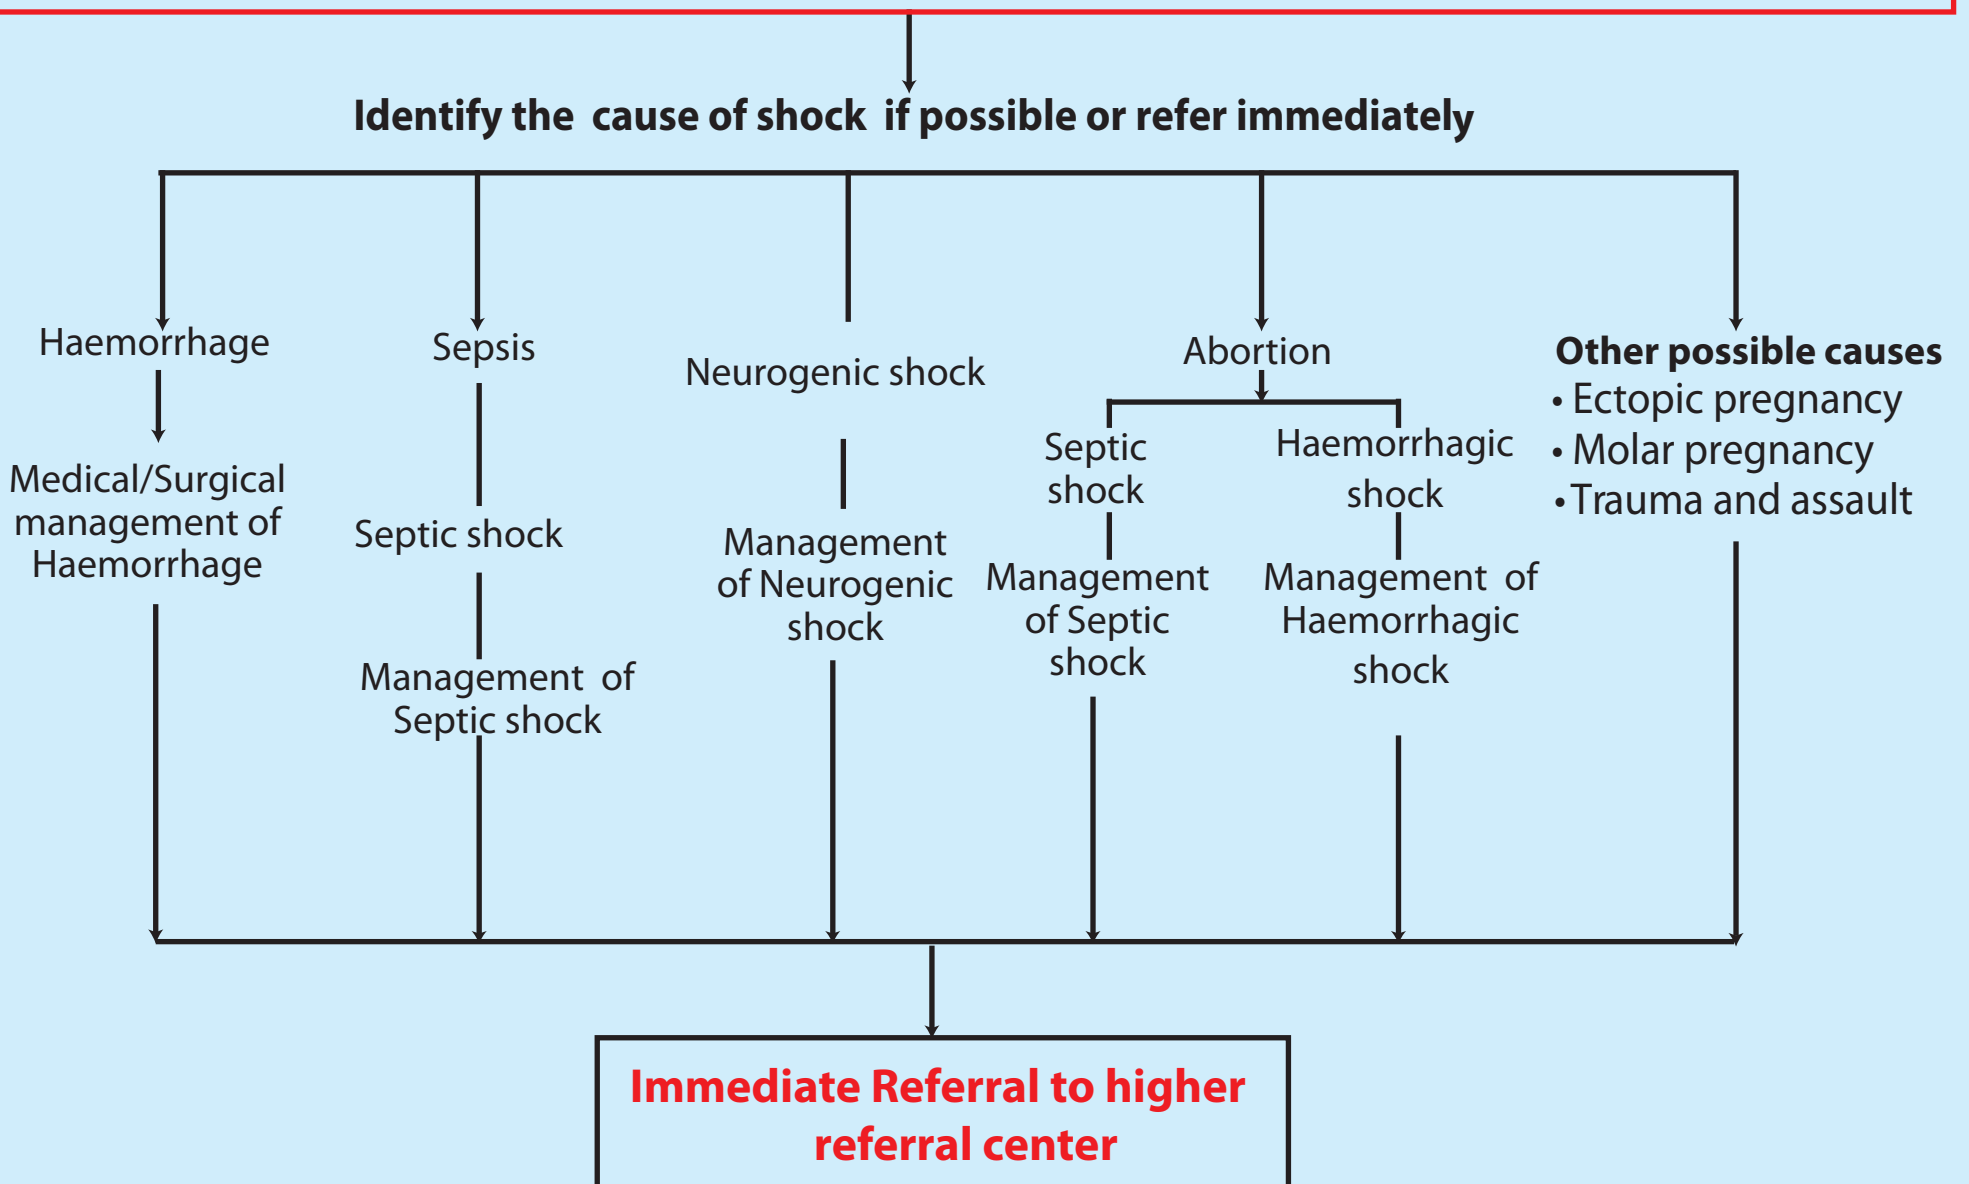 Identify the cause of shock if possible or refer immediately
Haemorrhage
Medical/Surgical
management of
Haemorrhage
Sepsis
Septic shock
Management of
Septic shock
Neurogenic shock
Management
of Neurogenic
shock
Abortion
Septic
shock
Management
of Septic
shock
Haemorrhagic
shock
Management of
Haemorrhagic
shock
Other possible causes
• Ectopic pregnancy
• Molar pregnancy
• Trauma and assault
Immediate Referral to higher
referral center